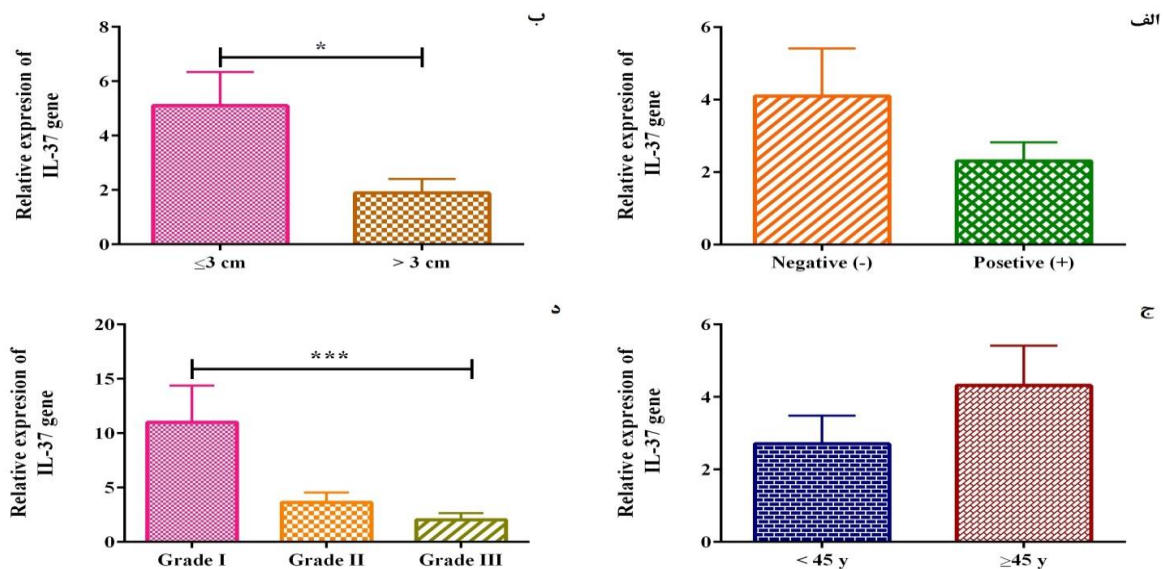 ب
Relative expresion of
IL-37 gene
8
6
4
2
0
*
≤3 cm
> 3 cm
الف
Relative expresion of
IL-37 gene
6
4
2
0
Negative (-)
Posetive (+)
د
Relative expresion of
IL-37 gene
20
15
10
5
0
***
Grade I
Grade II
Grade III
ج
Relative expresion of
IL-37 gene
6
4
2
0
< 45 y
≥45 y